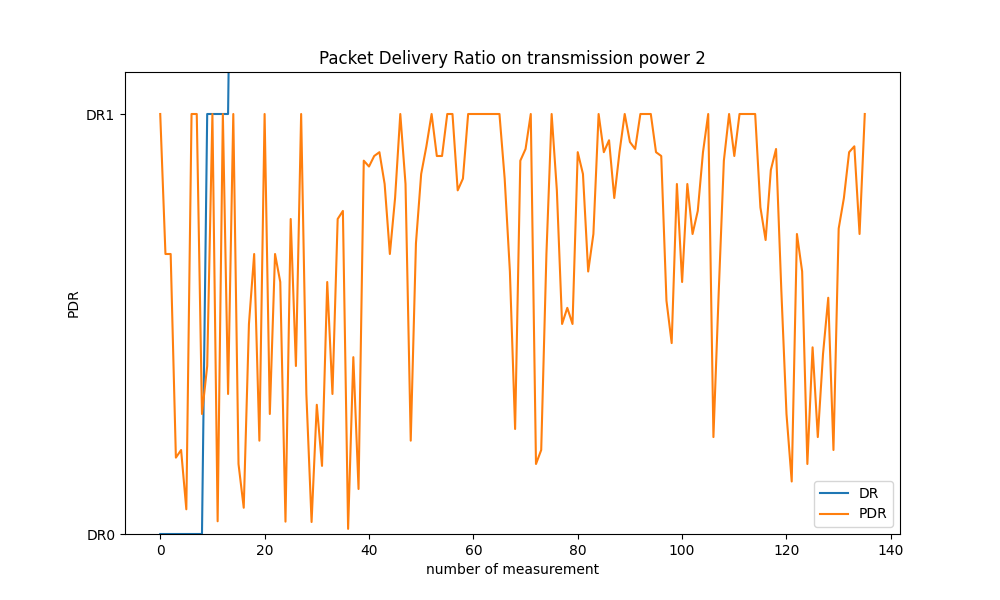 Packet Delivery Ratio on transmission power 2
DR1
PDR
DR0
DR
PDR
0 20 40 60 80 100 120 140
number of measurement